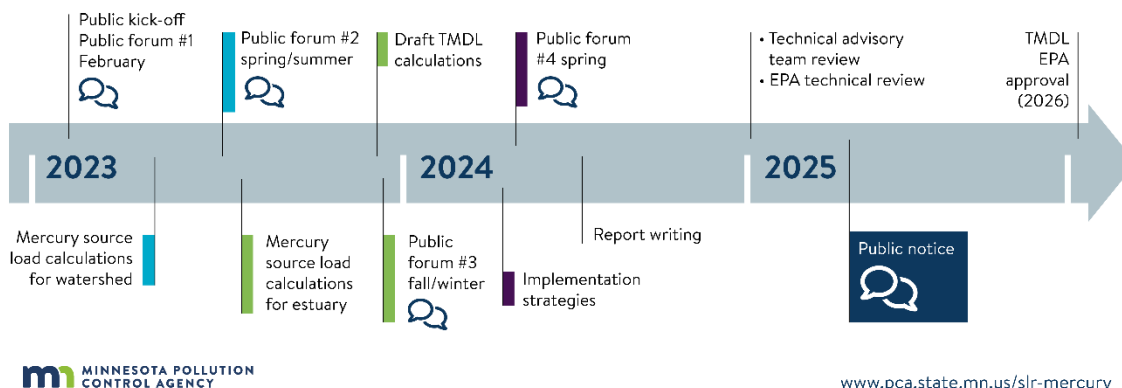 Public kick-off
Public forum #1
February
Public forum #2
spring/summer
Draft TMDL
calculations
Public forum
#4 spring
• Technical advisory
team review
• EPA technical review
TMDL
EPA
approval
(2026)
2023
2024
2025
Mercury source
load calculations
for watershed
Mercury
source load
calculations
for estuary
Public
forum #3
fall/winter
Implementation
strategies
Report writing
Public notice
mn MINNESOTA POLLUTION
CONTROL AGENCY
www.pca.state.mn.us/slr-mercury